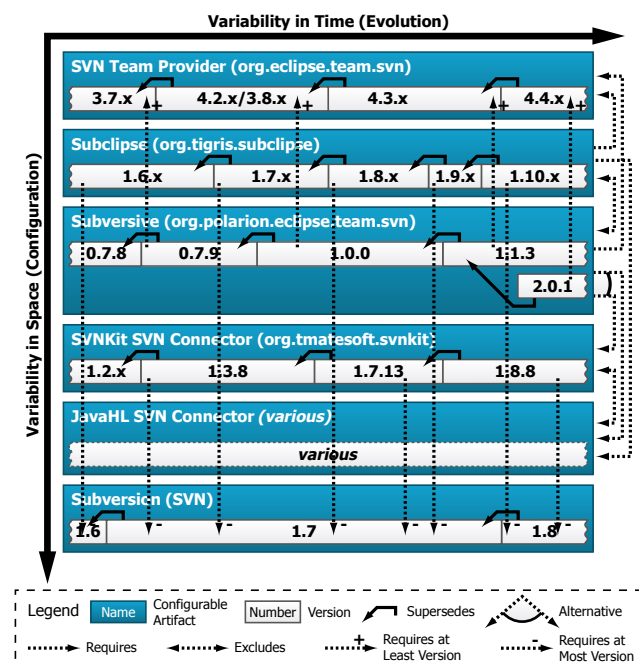 Variability in Time (Evolution)
Variability in Space (Configuration)
SVN Team Provider (org.eclipse.team.svn)
3.7.x 4.2.x/3.8.x 4.3.x 4.4.x
+ + + +
Subclipse (org.tigris.subclipse)
1.6.x 1.7.x 1.8.x 1.9.x 1.10.x
Subversive (org.polarion.eclipse.team.svn)
0.7.8 0.7.9 1.0.0 1.1.3
2.0.1
SVNKit SVN Connector (org.tmatesoft.svnkit)
1.2.x 1.3.8 1.7.13 1.8.8
JavaHL SVN Connector (various)
various
Subversion (SVN)
1.6 1.7 1.8
- - - - - - -
Legend Name Configurable Artifact Number Version Supersedes Alternative
Requires Excludes + Requires at Least Version - Requires at Most Version